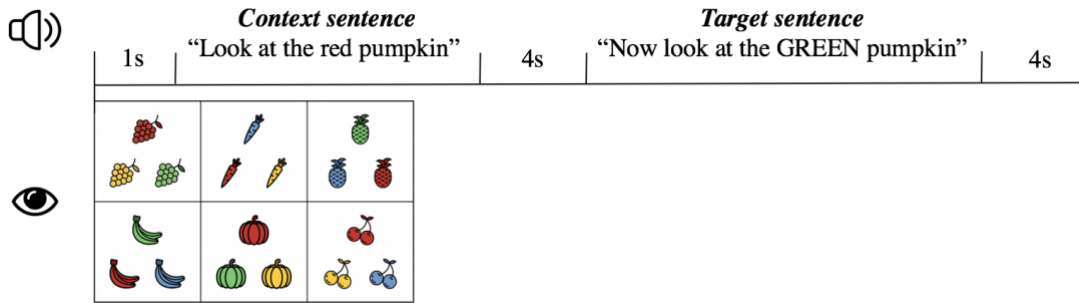 Context sentence
Target sentence
"Look at the red pumpkin"
"Now look at the GREEN pumpkin"
1s
4s
4s